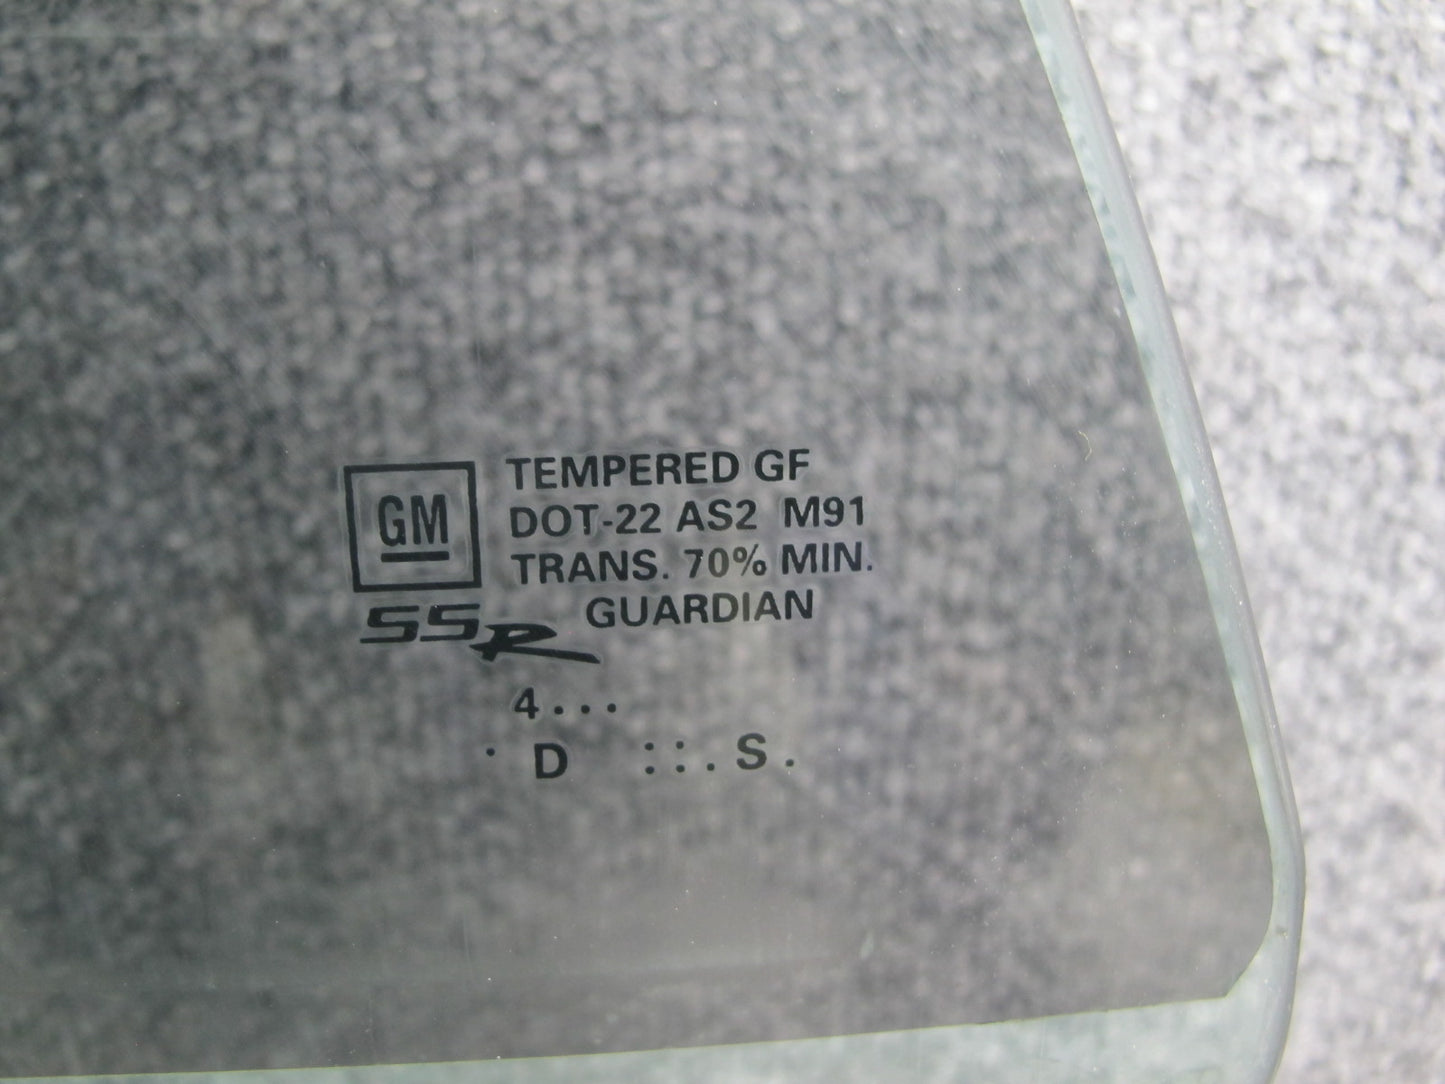 GM
TEMPERED GF
DOT-22 AS2 M91
TRANS. 70% MIN.
GUARDIAN
SSR
4...
. D ::. S.